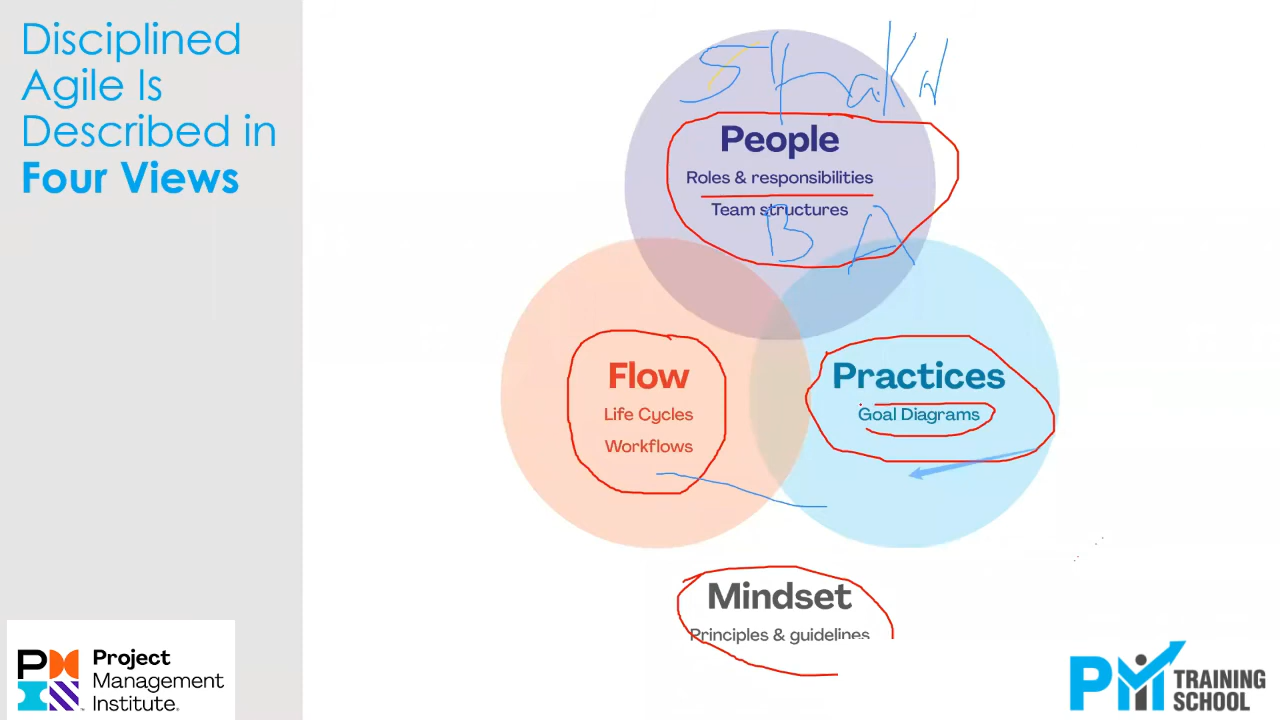 Disciplined
Agile Is
Described in
Four Views
People
Roles & responsibilities
Team structures
B A
Flow
Life Cycles
Workflows
Practices
Goal Diagrams
Mindset
Principles & guidelines
Project
Management
Institute.
PM TRAINING
SCHOOL